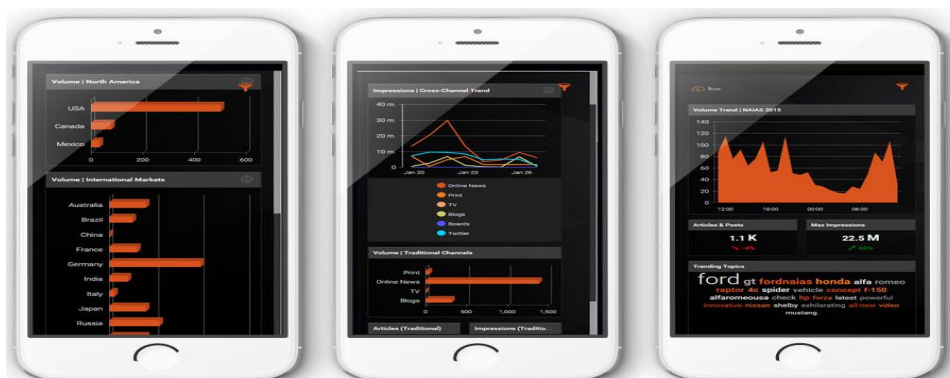 Volume | North America
USA
Canada
Mexico
0 200 400 600
Volume | International Markets
Australia
Brazil
China
France
Germany
India
Italy
Japan
Russia
Impressions | Cross-Channel Trend
40 m.
30 m.
20 m.
10 m.
0
Jan 20 Jan 23 Jan 26
Online News
Print
TV
Blogs
Boards
Twitter
Volume | Traditional Channels
Print
Online News
TV
Blogs
0 500 1,000 1,500
Articles (Traditional) Impressions (Traditio...
Buzz
Volume Trend | NAIAS 2015
140
120
100
80
60
40
20
0
12:00 18:00 00:00 06:00
Articles & Posts Max Impressions
1.1 K 22.5 M
-4% 68%
Trending Topics
ford gt fordnaias honda alfa romeo
raptor 4c spider vehicle concept f-150
alfaromeousa check hp forza latest powerful
innovative nissan shelby exhilarating all-new video
mustang